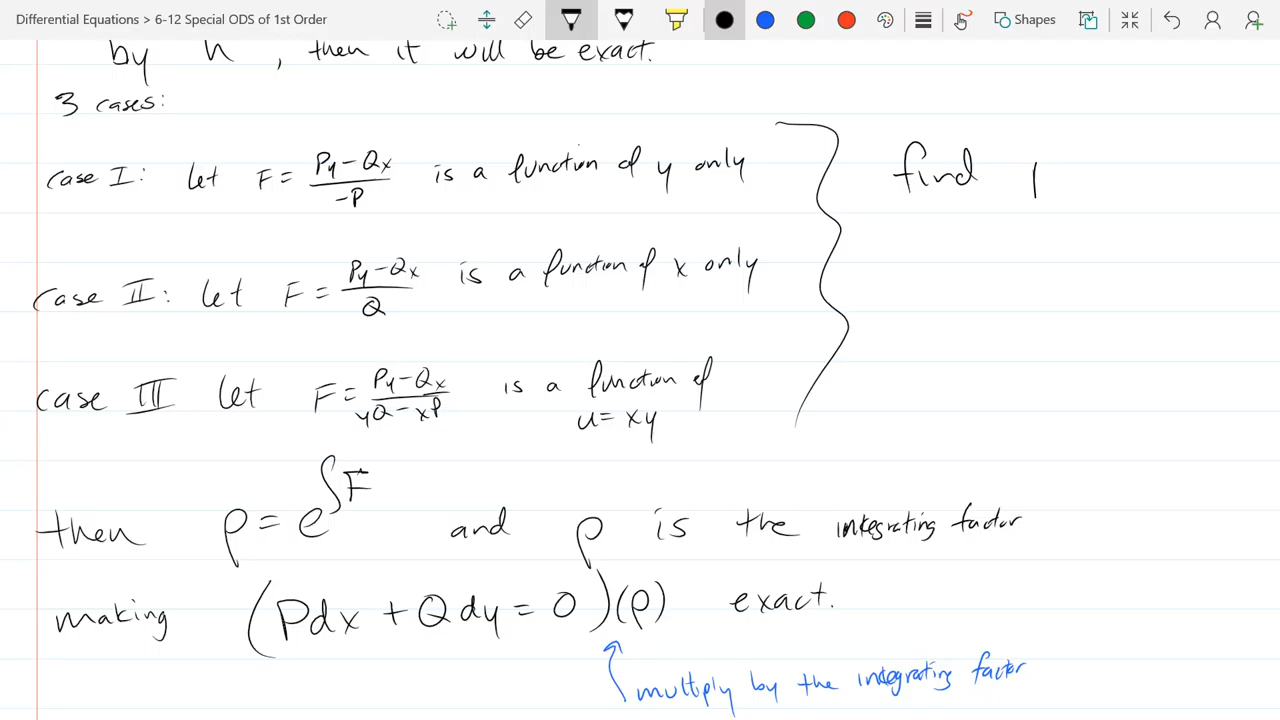 Differential Equations > 6-12 Special ODS of 1st Order
Shapes
by h, then it will be exact.
3 cases:
case I: let F = (Py - Qx)/(-P) is a function of y only
find
case II: let F = (Py - Qx)/Q is a function of x only
case III let F = (Py - Qx)/(yQ - xP) is a function of
u = xy
then ρ = e^∫F and ρ is the integrating factor
making (Pdx + Qdy = 0)(ρ) exact.
multiply by the integrating factor